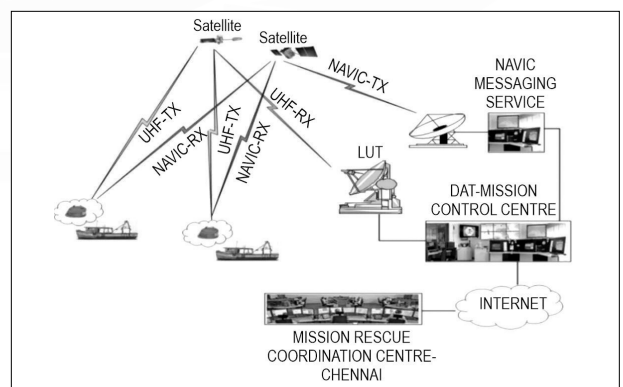 Satellite
Satellite
NAVIC-TX
NAVIC
MESSAGING
SERVICE
UHF-TX
NAVIC-RX
UHF-TX
NAVIC-RX
UHF-RX
LUT
DAT-MISSION
CONTROL CENTRE
INTERNET
MISSION RESCUE
COORDINATION CENTRE-
CHENNAI